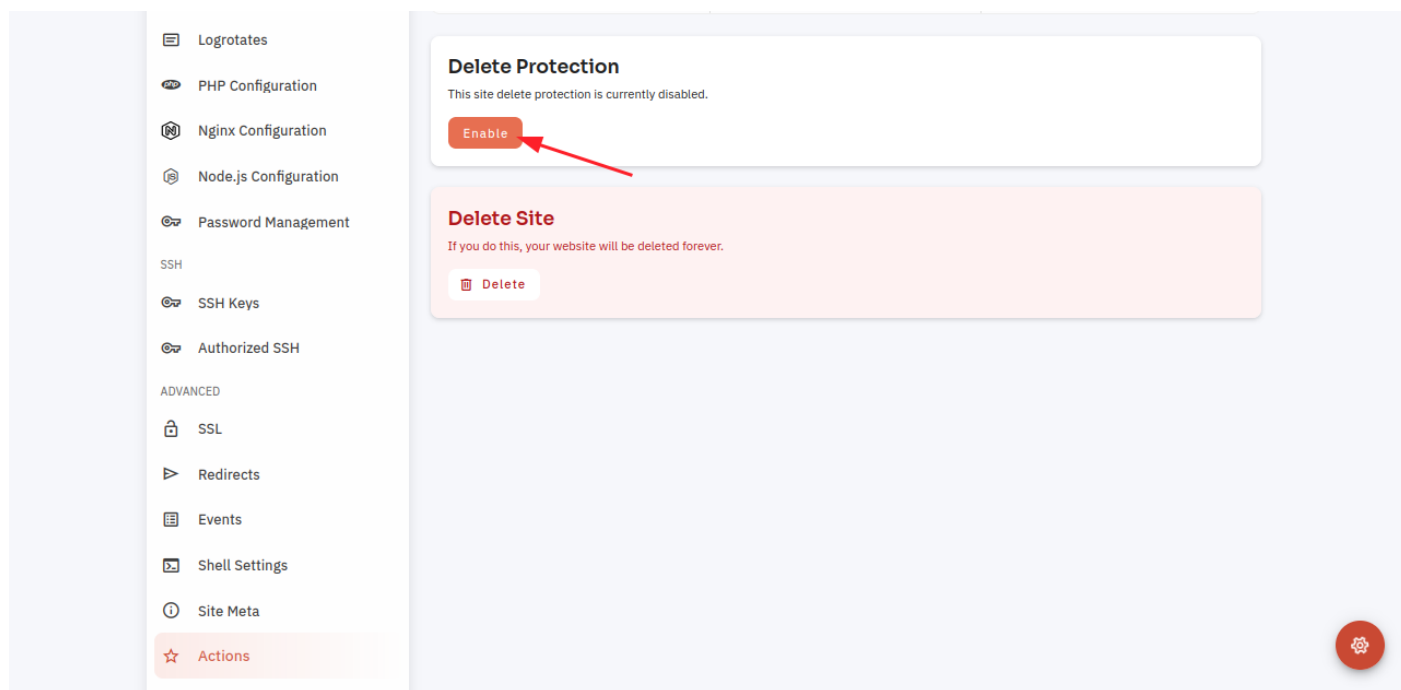 Logrotates
PHP Configuration
Nginx Configuration
Node.js Configuration
Password Management
SSH
SSH Keys
Authorized SSH
ADVANCED
SSL
Redirects
Events
Shell Settings
Site Meta
Actions
Delete Protection
This site delete protection is currently disabled.
Enable
Delete Site
If you do this, your website will be deleted forever.
Delete